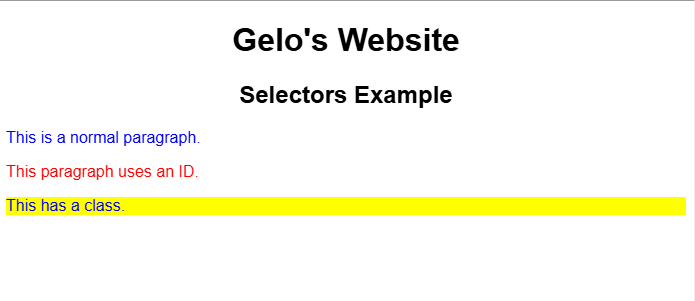 Gelo's Website
Selectors Example
This is a normal paragraph.
This paragraph uses an ID.
This has a class.